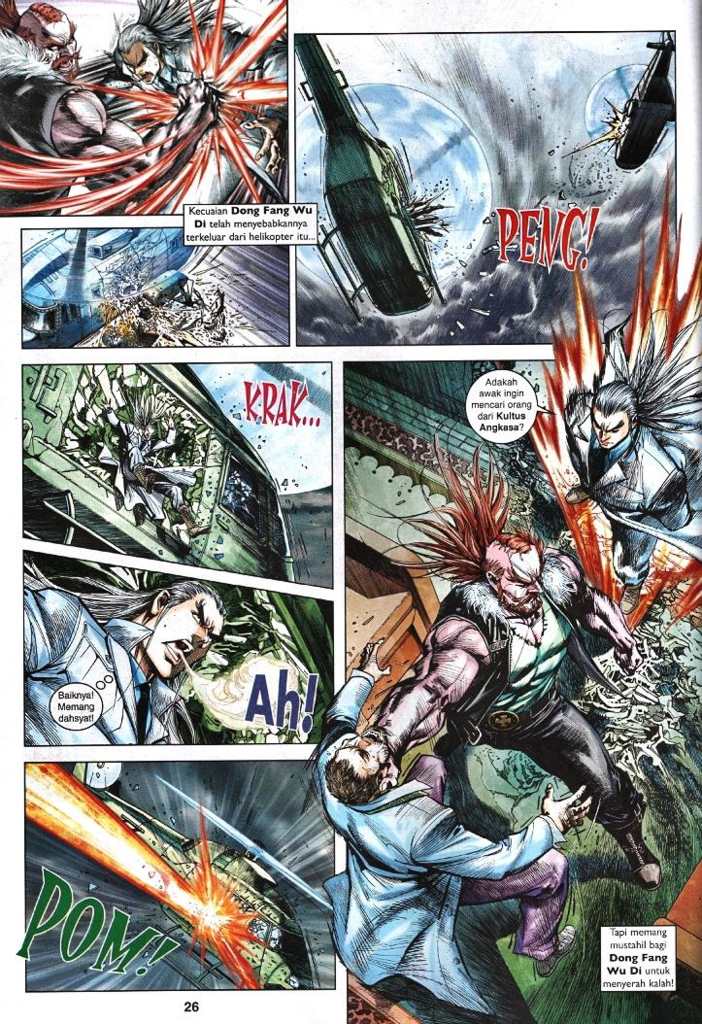 Kecuaian Dong Fang Wu
Di telah menyebabkannya
terkeluar dari helikopter itu...
PENG!
KRAK...
Baiknya!
Memang
dahsyat!
Ah!
POM!
Adakah
awak ingin
mencari orang
dari Kultus
Angkasa?
Tapi memang
mustahil bagi
Dong Fang
Wu Di untuk
menyerah kalah!
26